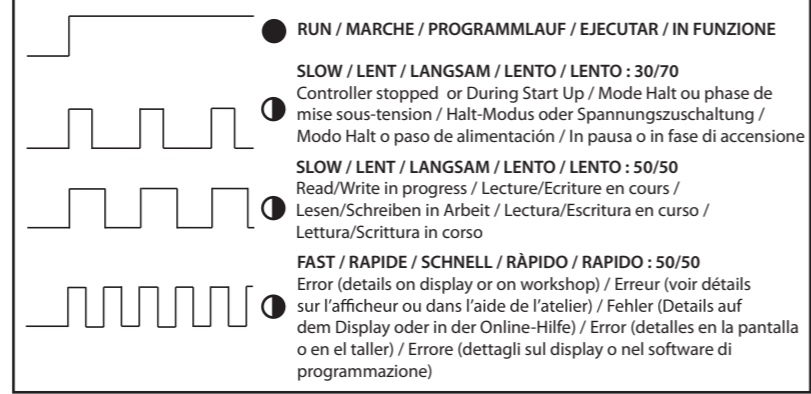 RUN / MARCHE / PROGRAMMLAUF / EJECUTAR / IN FUNZIONE
SLOW / LENT / LANGSAM / LENTO / LENTO : 30/70
Controller stopped or During Start Up / Mode Halt ou phase de
mise sous-tension / Halt-Modus oder Spannungszuschaltung /
Modo Halt o paso de alimentación / In pausa o in fase di accensione
SLOW / LENT / LANGSAM / LENTO / LENTO : 50/50
Read/Write in progress / Lecture/Ecriture en cours /
Lesen/Schreiben in Arbeit / Lectura/Escritura en curso /
Lettura/Scrittura in corso
FAST / RAPIDE / SCHNELL / RÀPIDO / RAPIDO : 50/50
Error (details on display or on workshop) / Erreur (voir détails
sur l'afficheur ou dans l'aide de l'atelier) / Fehler (Details auf
dem Display oder in der Online-Hilfe) / Error (detalles en la pantalla
o en el taller) / Errore (dettagli sul display o nel software di
programmazione)